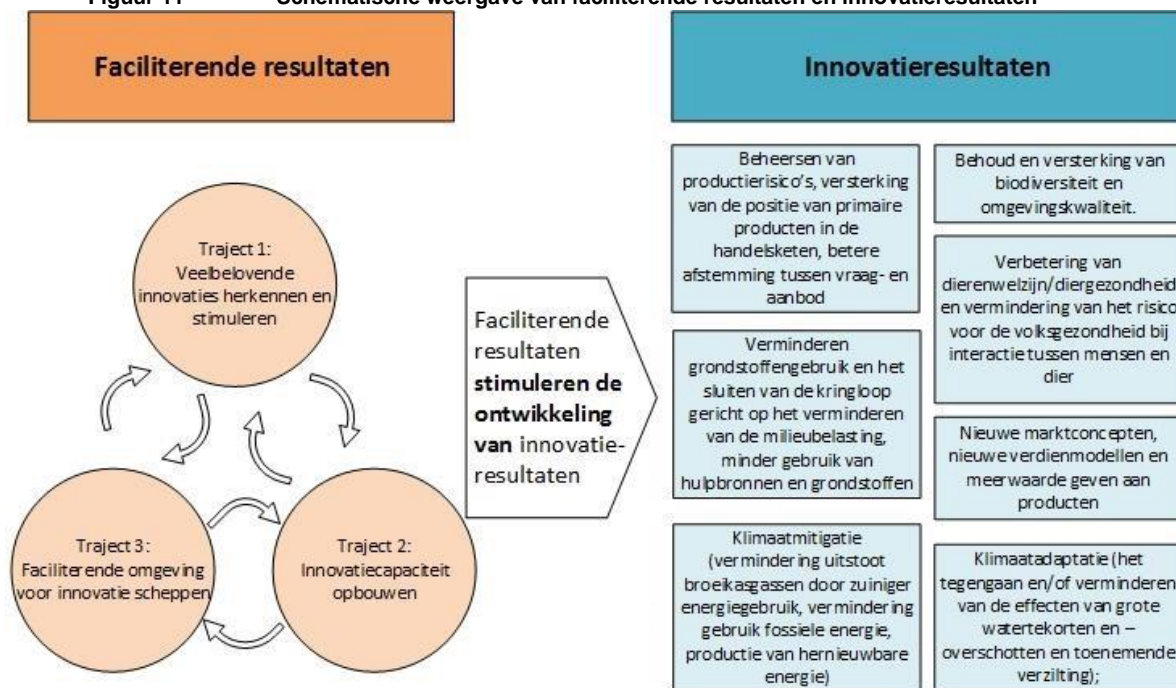 Figuur 11 Schematische weergave van faciliterende resultaten en innovatieresultaten
Faciliterende resultaten
Traject 1:
Veelbelovende
innovaties herkennen en
stimuleren
Traject 3:
Faciliterende omgeving
voor innovatie scheppen
Traject 2:
Innovatiecapaciteit
opbouwen
Faciliterende
resultaten
stimuleren de
ontwikkeling
van innovatie-
resultaten
Innovatieresultaten
Beheersen van
productierisico's, versterking
van de positie van primaire
producten in de
handelsketen, betere
afstemming tussen vraag- en
aanbod
Verminderen
grondstoffengebruik en het
sluiten van de kringloop
gericht op het verminderen
van de milieubelasting,
minder gebruik van
hulpbronnen en grondstoffen
Klimaatmitigatie
(vermindering uitstoot
broeikasgassen door zuiniger
energiegebruik, vermindering
gebruik fossiele energie,
productie van hernieuwbare
energie)
Behoud en versterking van
biodiversiteit en
omgevingskwaliteit.
Verbetering van
dierenwelzijn/diergezondheid
en vermindering van het risico
voor de volksgezondheid bij
interactie tussen mensen en
dier
Nieuwe marktconcepten,
nieuwe verdienmodellen en
meerwaarde geven aan
producten
Klimaatadaptatie (het
tegengaan en/of verminderen
van de effecten van grote
watertekorten en –
overschotten en toenemende
verzilting);